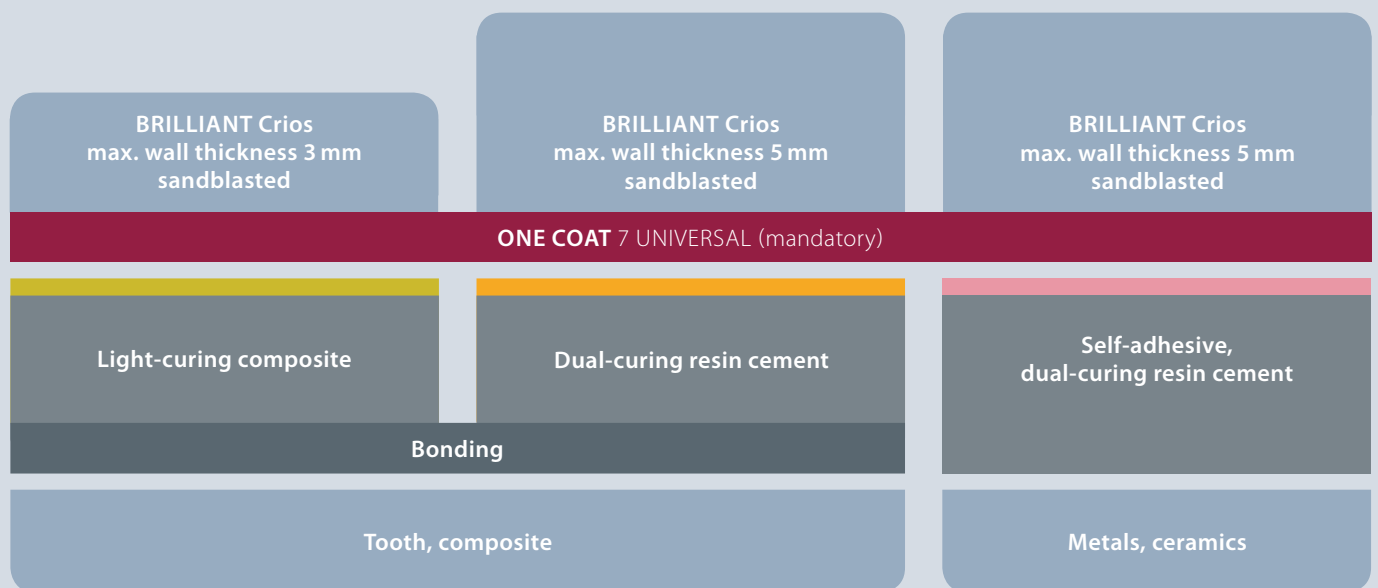 BRILLIANT Crios
max. wall thickness 3 mm
sandblasted
BRILLIANT Crios
max. wall thickness 5 mm
sandblasted
BRILLIANT Crios
max. wall thickness 5 mm
sandblasted
ONE COAT 7 UNIVERSAL (mandatory)
Light-curing composite
Dual-curing resin cement
Self-adhesive,
dual-curing resin cement
Bonding
Tooth, composite
Metals, ceramics